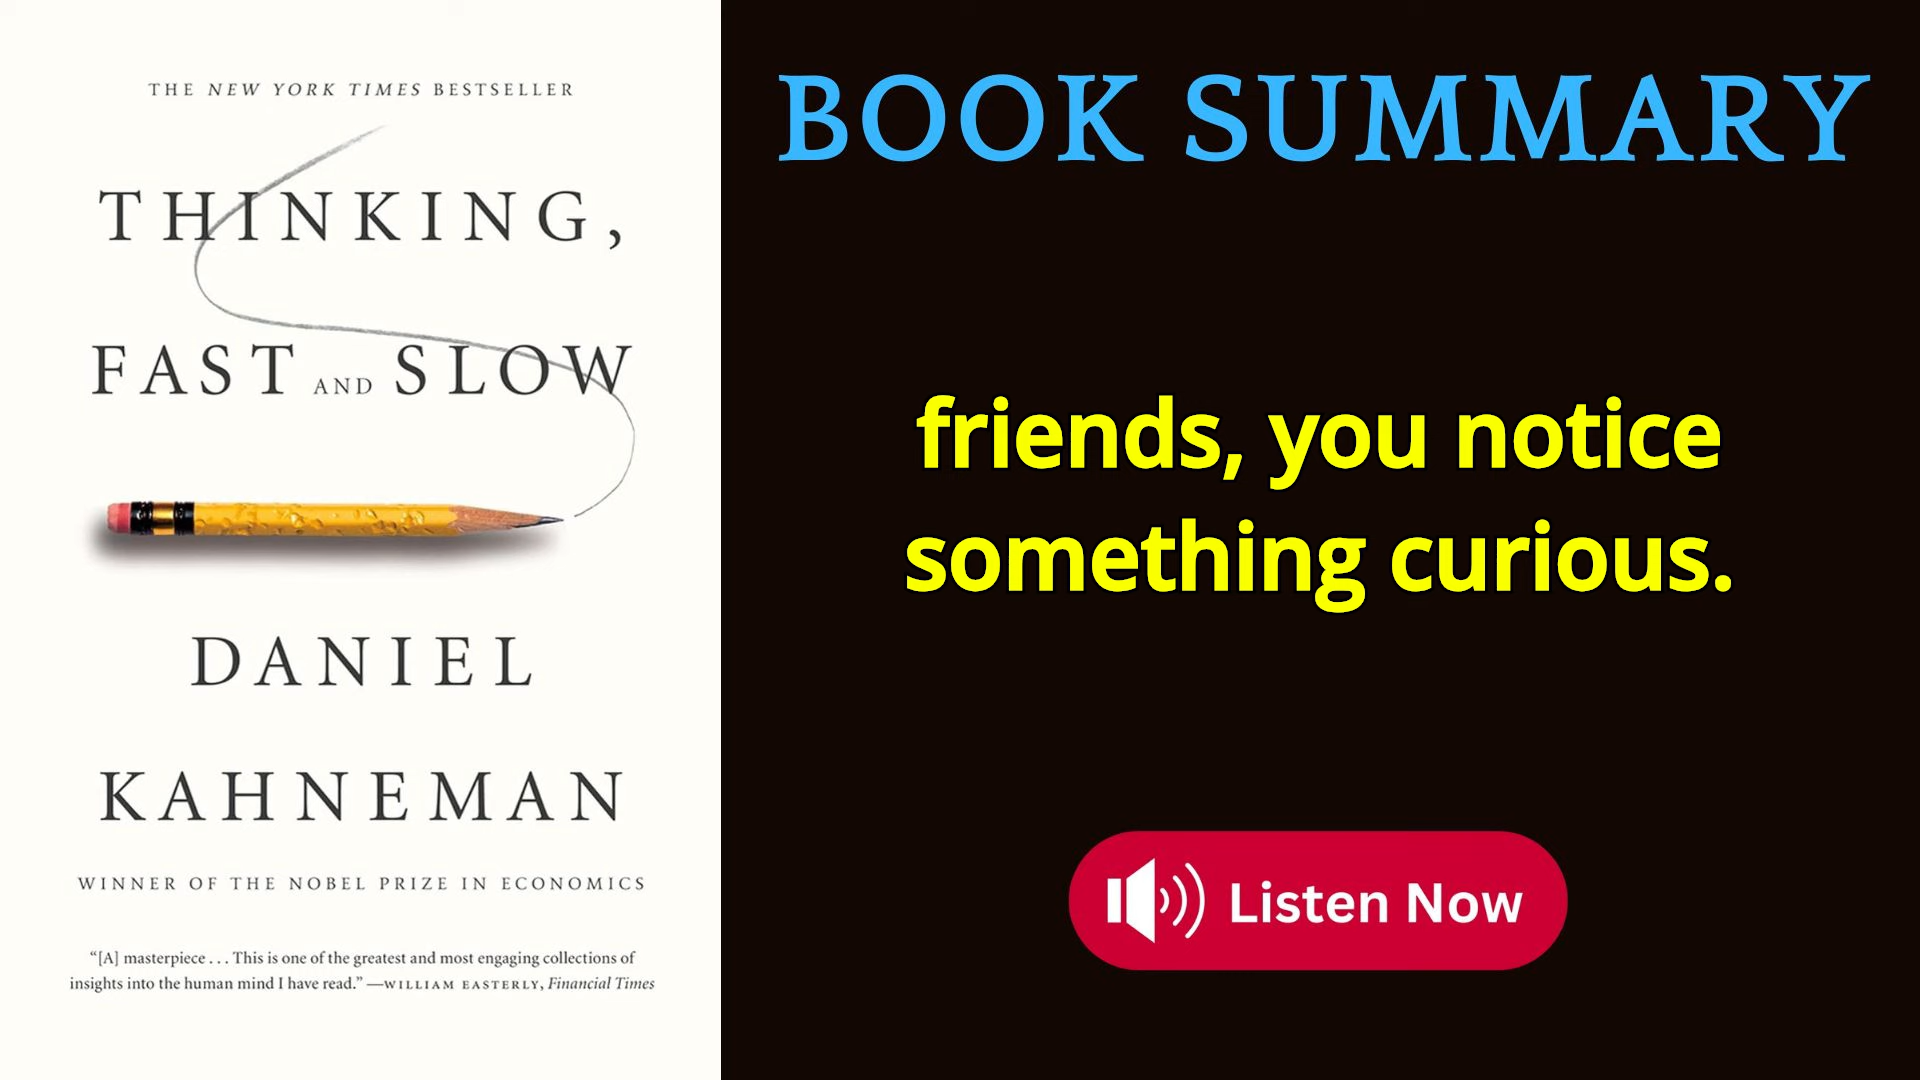 THE NEW YORK TIMES BESTSELLER
THINKING,
FAST AND SLOW
DANIEL
KAHNEMAN
WINNER OF THE NOBEL PRIZE IN ECONOMICS
“[A] masterpiece . . . This is one of the greatest and most engaging collections of
insights into the human mind I have read.” —WILLIAM EASTERLY, Financial Times
BOOK SUMMARY
friends, you notice
something curious.
Listen Now